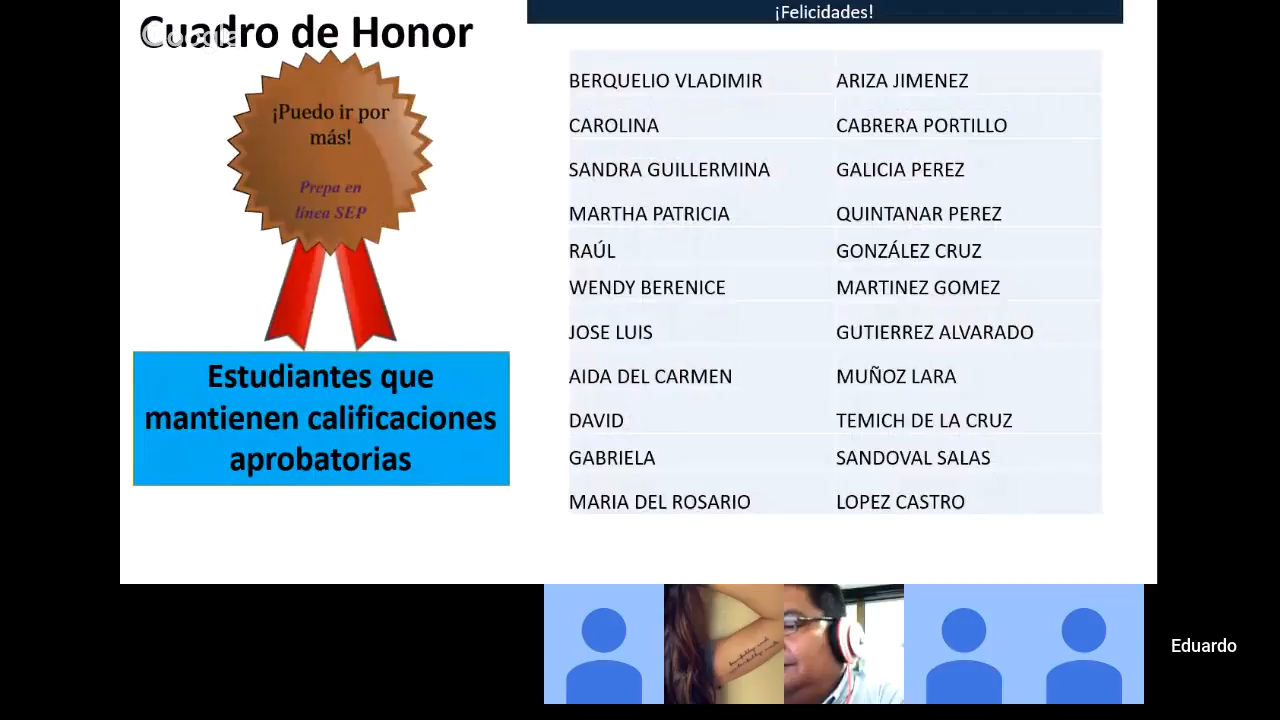 Cuadro de Honor
Google
¡Puedo ir por
más!
Prepa en
línea SEP
Estudiantes que
mantienen calificaciones
aprobatorias
¡Felicidades!
BERQUELIO VLADIMIR ARIZA JIMENEZ
CAROLINA CABRERA PORTILLO
SANDRA GUILLERMINA GALICIA PEREZ
MARTHA PATRICIA QUINTANAR PEREZ
RAÚL GONZÁLEZ CRUZ
WENDY BERENICE MARTINEZ GOMEZ
JOSE LUIS GUTIERREZ ALVARADO
AIDA DEL CARMEN MUÑOZ LARA
DAVID TEMICH DE LA CRUZ
GABRIELA SANDOVAL SALAS
MARIA DEL ROSARIO LOPEZ CASTRO
Eduardo